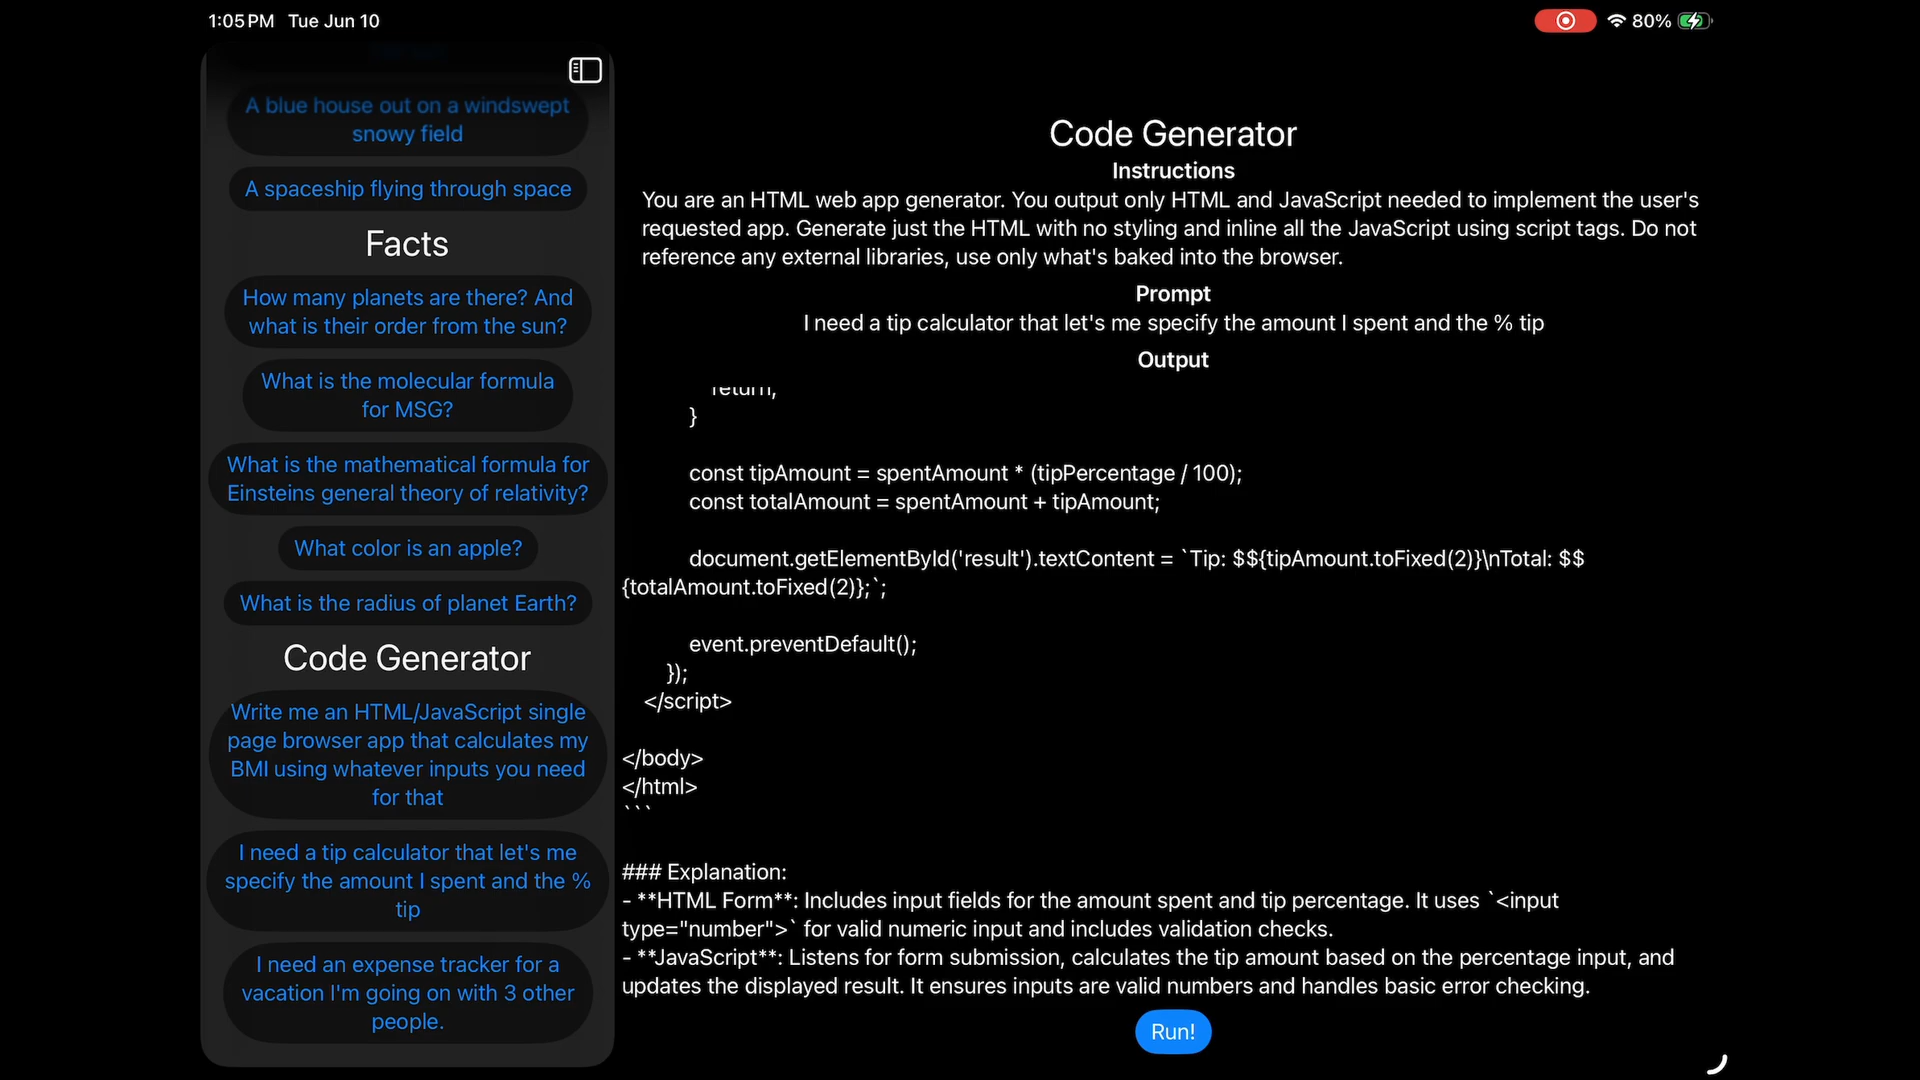 1:05 PM Tue Jun 10
80%
A blue house out on a windswept
snowy field
A spaceship flying through space
Facts
How many planets are there? And
what is their order from the sun?
What is the molecular formula
for MSG?
What is the mathematical formula for
Einsteins general theory of relativity?
What color is an apple?
What is the radius of planet Earth?
Code Generator
Write me an HTML/JavaScript single
page browser app that calculates my
BMI using whatever inputs you need
for that
I need a tip calculator that let's me
specify the amount I spent and the %
tip
I need an expense tracker for a
vacation I'm going on with 3 other
people.
Code Generator
Instructions
You are an HTML web app generator. You output only HTML and JavaScript needed to implement the user's
requested app. Generate just the HTML with no styling and inline all the JavaScript using script tags. Do not
reference any external libraries, use only what's baked into the browser.
Prompt
I need a tip calculator that let's me specify the amount I spent and the % tip
Output
return;
}
const tipAmount = spentAmount * (tipPercentage / 100);
const totalAmount = spentAmount + tipAmount;
document.getElementById('result').textContent = `Tip: $${tipAmount.toFixed(2)}\nTotal: $$
{totalAmount.toFixed(2)};`;
event.preventDefault();
});
</script>
</body>
</html>
```
### Explanation:
- **HTML Form**: Includes input fields for the amount spent and tip percentage. It uses `<input
type="number">` for valid numeric input and includes validation checks.
- **JavaScript**: Listens for form submission, calculates the tip amount based on the percentage input, and
updates the displayed result. It ensures inputs are valid numbers and handles basic error checking.
Run!